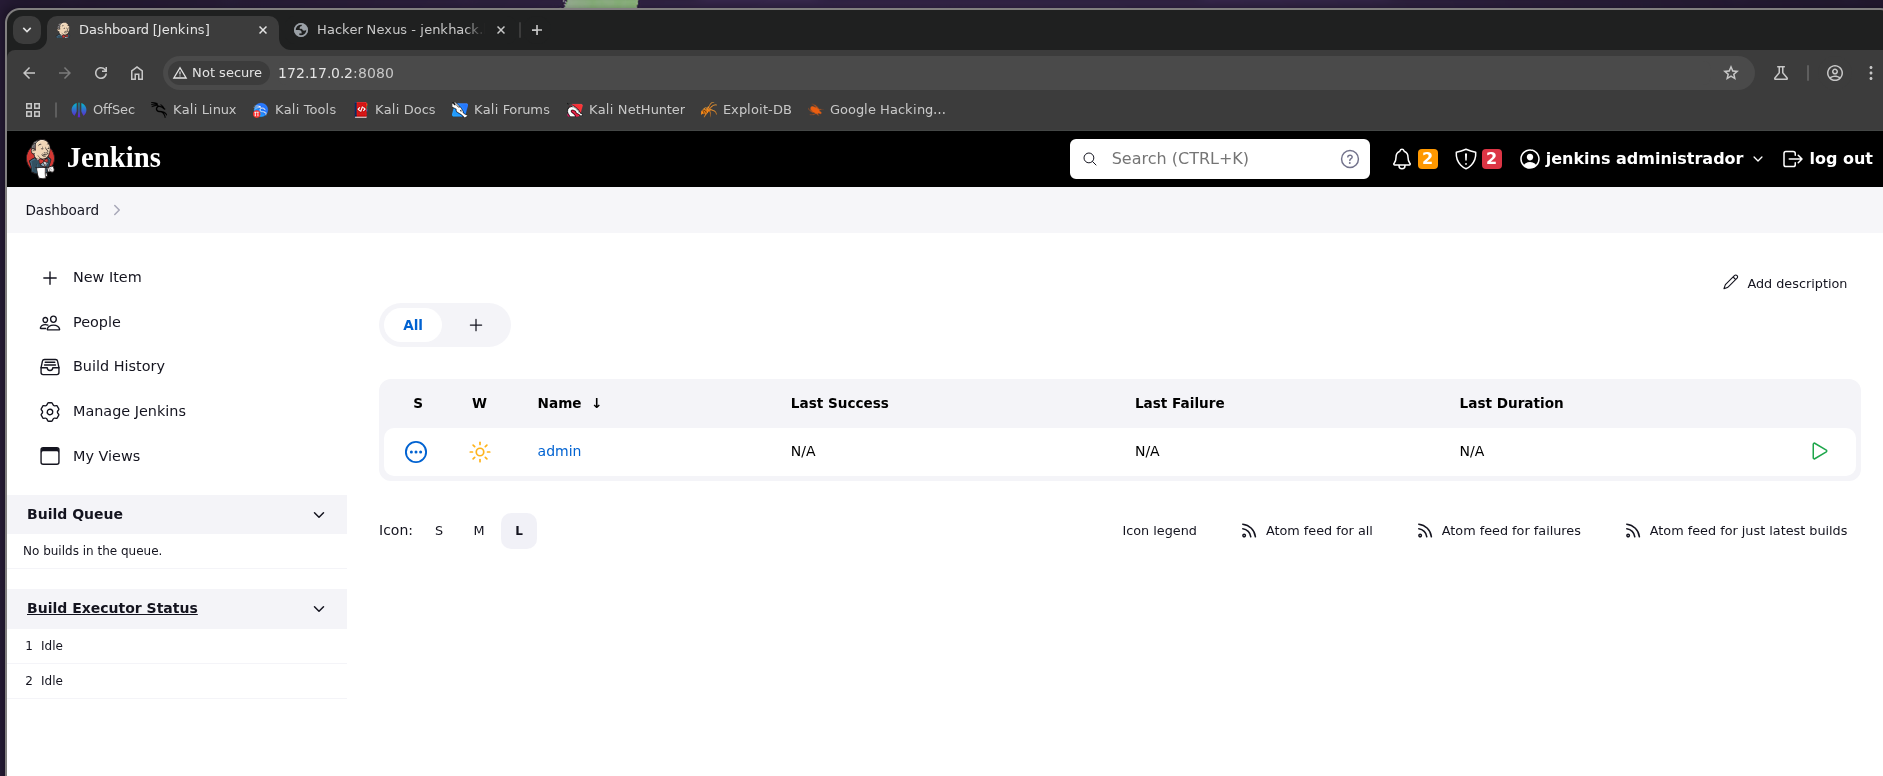 Dashboard [Jenkins]
Hacker Nexus - jenkhack.
Not secure
172.17.0.2:8080
OffSec
Kali Linux
Kali Tools
Kali Docs
Kali Forums
Kali NetHunter
Exploit-DB
Google Hacking...
Jenkins
Search (CTRL+K)
2
2
jenkins administrador
log out
Dashboard
New Item
People
Build History
Manage Jenkins
My Views
Build Queue
No builds in the queue.
Build Executor Status
1 Idle
2 Idle
Add description
All
S W Name ↓ Last Success Last Failure Last Duration
admin N/A N/A N/A
Icon: S M L
Icon legend
Atom feed for all
Atom feed for failures
Atom feed for just latest builds